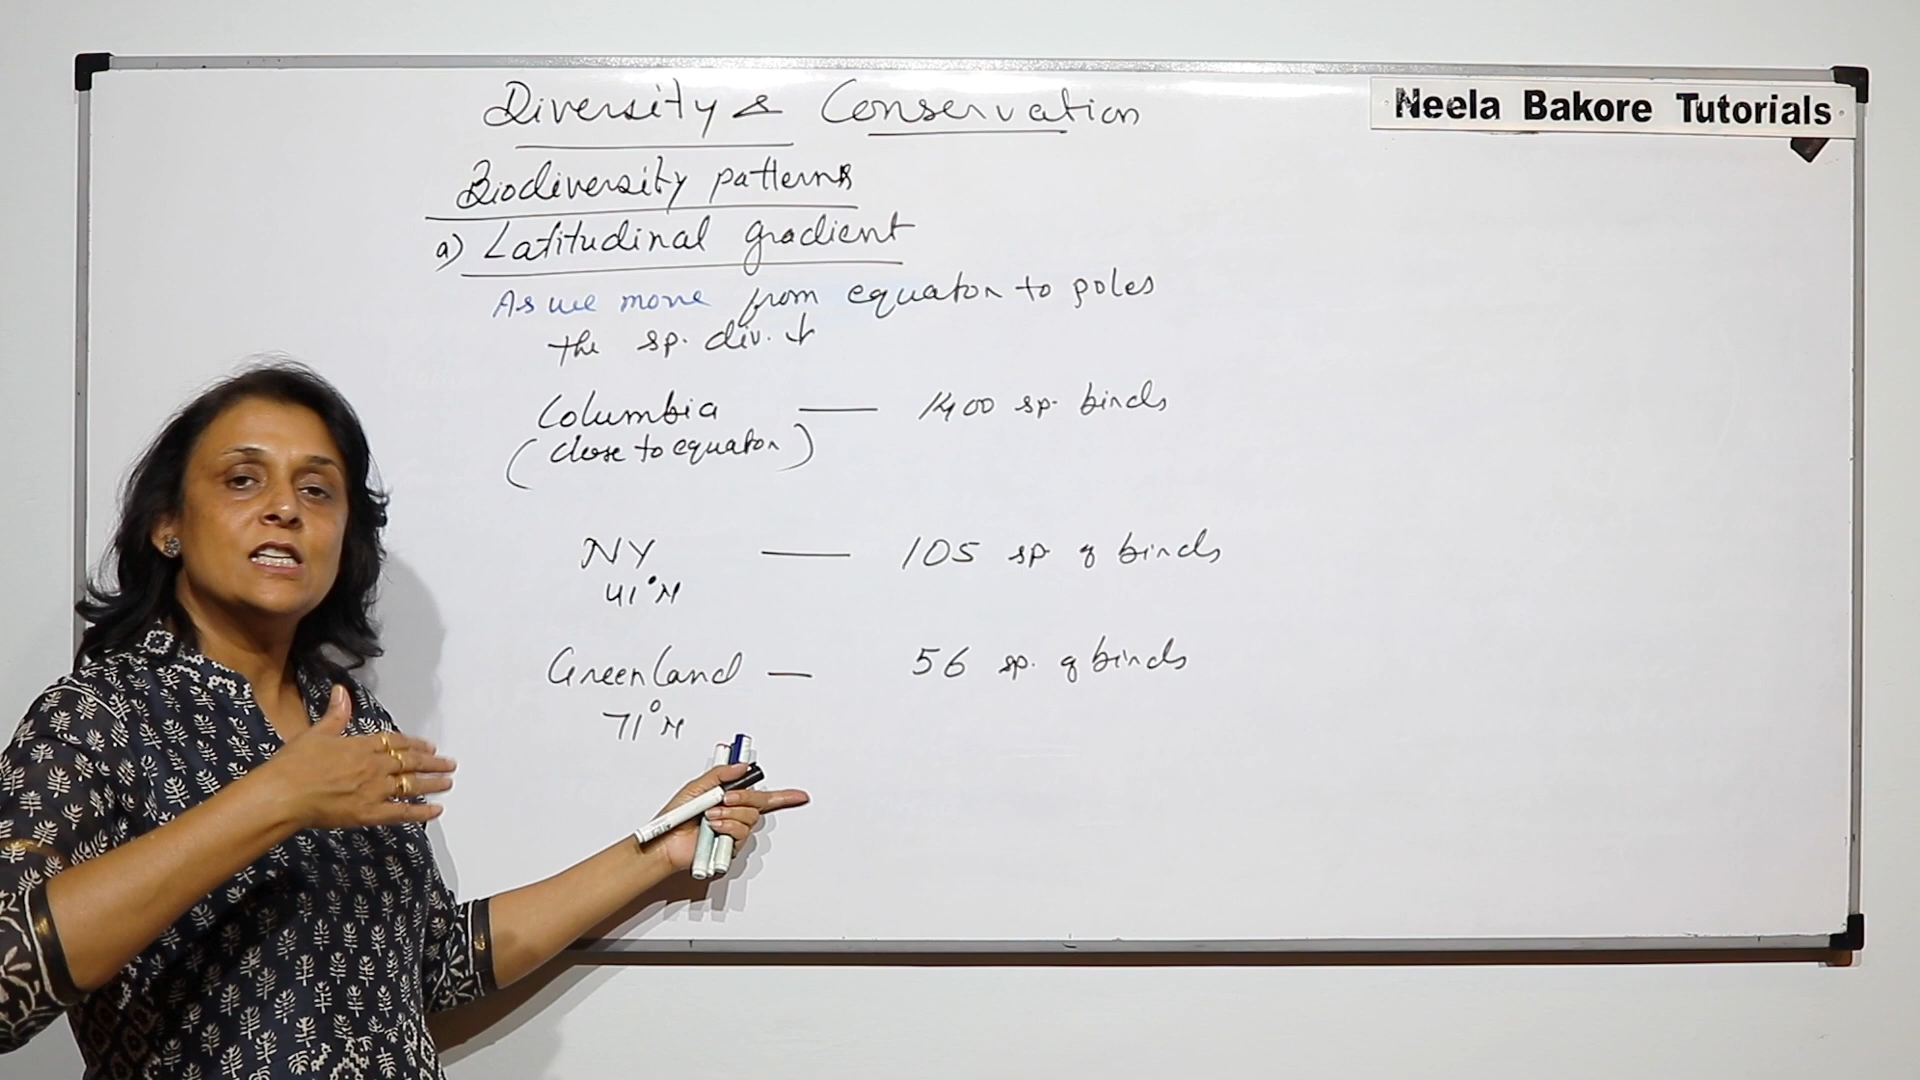 Diversity & Conservation
Neela Bakore Tutorials
Biodiversity patterns
a) Latitudinal gradient
As we move from equator to poles
the sp. div. ↓
Columbia — 1400 sp. birds
(close to equator)
NY — 105 sp of birds
41°N
Greenland — 56 sp. of birds
71°N